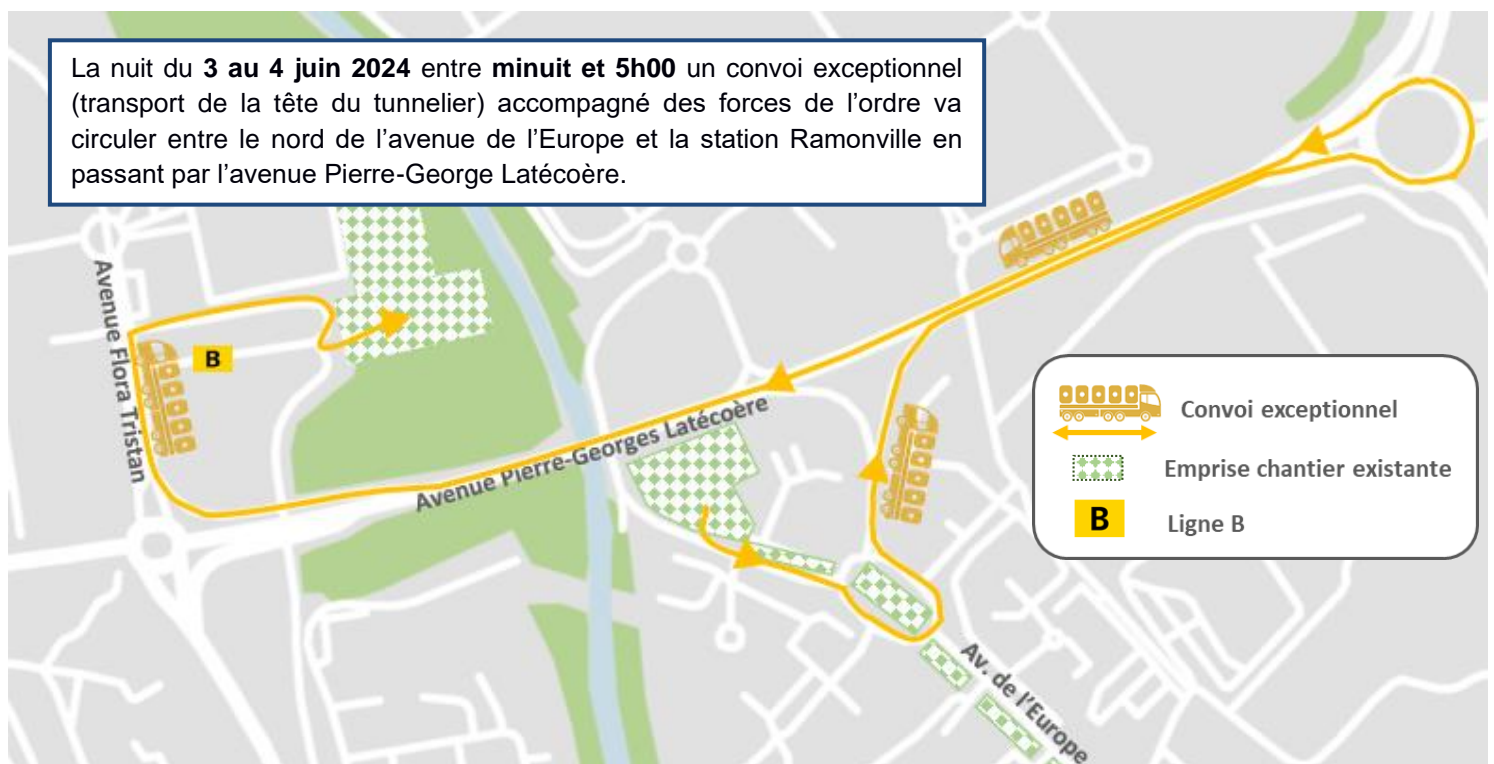 La nuit du 3 au 4 juin 2024 entre minuit et 5h00 un convoi exceptionnel
(transport de la tête du tunnelier) accompagné des forces de l’ordre va
circuler entre le nord de l’avenue de l’Europe et la station Ramonville en
passant par l’avenue Pierre-George Latécoère.
Avenue Flora Tristan
B
Avenue Pierre-Georges Latécoère
Av. de l’Europe
Convoi exceptionnel
Emprise chantier existante
B Ligne B